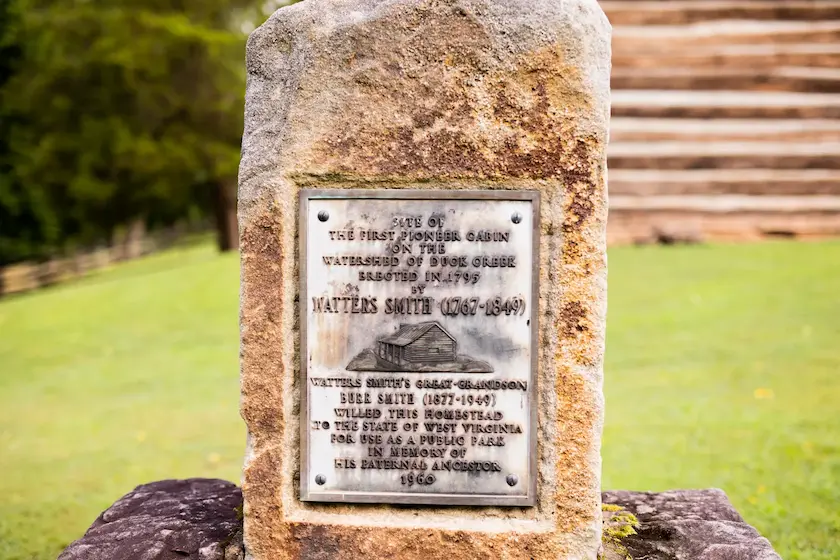 SITE OF
THE FIRST PIONEER CABIN
ON THE
WATERSHED OF DUCK CREEK
ERECTED IN 1795
BY
WATTERS SMITH (1767-1849)
WATTERS SMITH'S GREAT-GRANDSON
BURR SMITH (1877-1949)
WILLED THIS HOMESTEAD
TO THE STATE OF WEST VIRGINIA
FOR USE AS A PUBLIC PARK
IN MEMORY OF
HIS PATERNAL ANCESTOR
1960